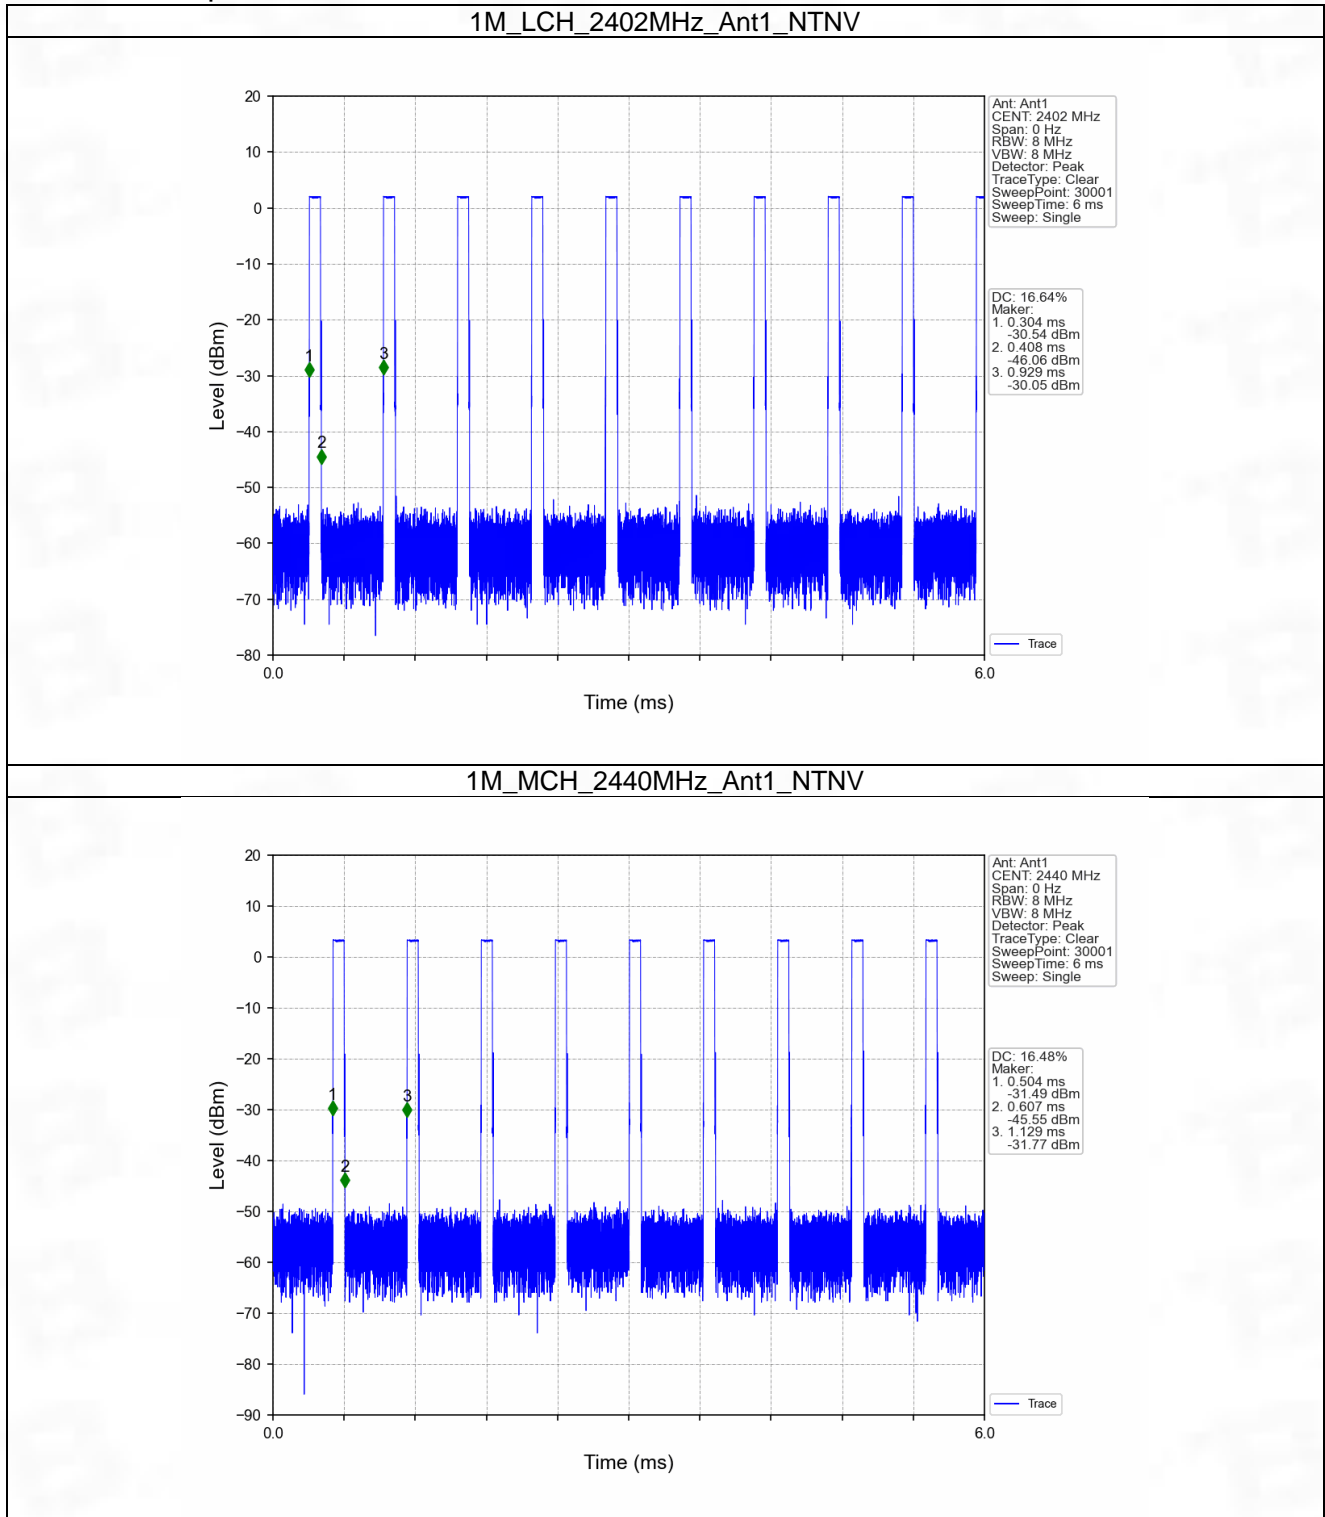 1M_LCH_2402MHz_Ant1_NTNV
20
10
0
−10
−20
−30
−40
−50
−60
−70
−80
Level (dBm)
1
2
3
0.0
6.0
Time (ms)
Ant: Ant1
CENT: 2402 MHz
Span: 0 Hz
RBW: 8 MHz
VBW: 8 MHz
Detector: Peak
TraceType: Clear
SweepPoint: 30001
SweepTime: 6 ms
Sweep: Single
DC: 16.64%
Maker:
1. 0.304 ms
-30.54 dBm
2. 0.408 ms
-46.06 dBm
3. 0.929 ms
-30.05 dBm
Trace
1M_MCH_2440MHz_Ant1_NTNV
20
10
0
−10
−20
−30
−40
−50
−60
−70
−80
−90
Level (dBm)
1
2
3
0.0
6.0
Time (ms)
Ant: Ant1
CENT: 2440 MHz
Span: 0 Hz
RBW: 8 MHz
VBW: 8 MHz
Detector: Peak
TraceType: Clear
SweepPoint: 30001
SweepTime: 6 ms
Sweep: Single
DC: 16.48%
Maker:
1. 0.504 ms
-31.49 dBm
2. 0.607 ms
-45.55 dBm
3. 1.129 ms
-31.77 dBm
Trace